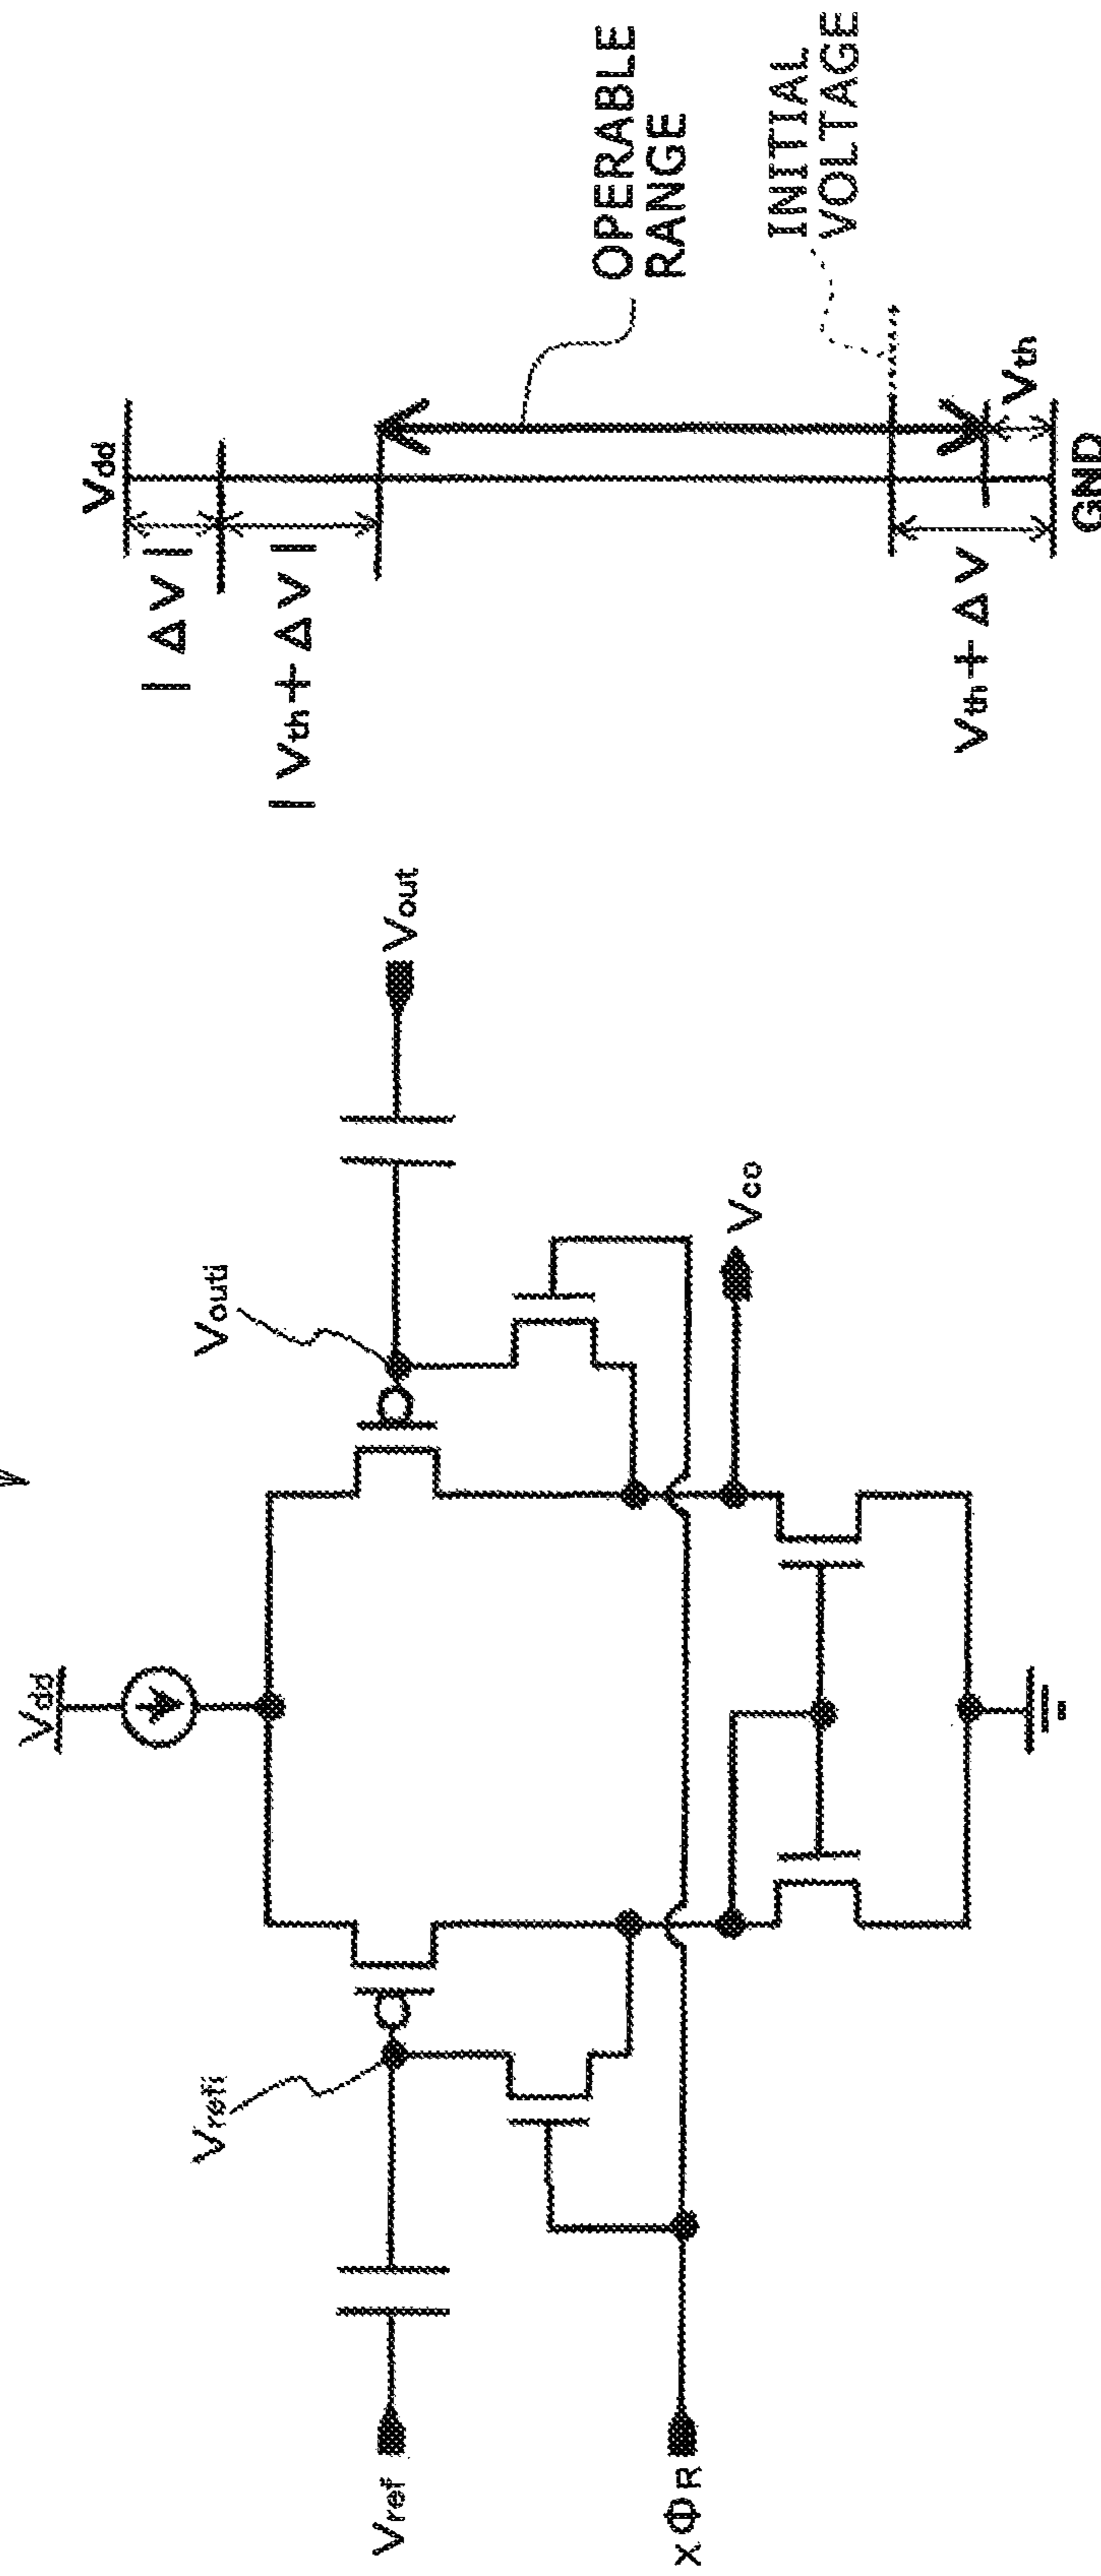 Vdd
Vrefi
Vouti
Vref
Vout
XΦR
Vco
Vdd
| ΔV |
| Vth+ΔV |
OPERABLE
RANGE
INITIAL
VOLTAGE
Vth+ΔV
Vth
GND